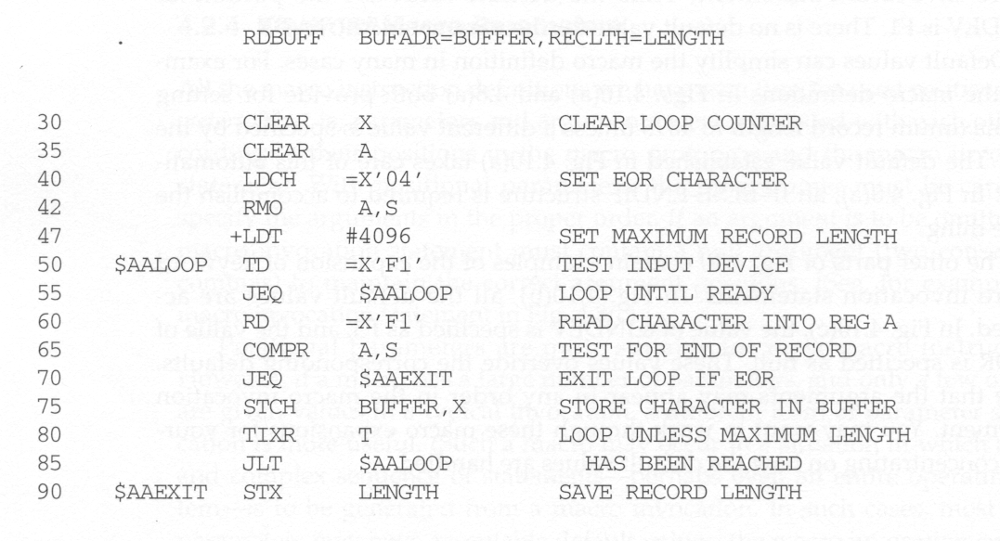 .         RDBUFF    BUFADR=BUFFER,RECLTH=LENGTH
30                  CLEAR     X                 CLEAR LOOP COUNTER
35                  CLEAR     A
40                  LDCH      =X'04'            SET EOR CHARACTER
42                  RMO       A,S
47                 +LDT       #4096             SET MAXIMUM RECORD LENGTH
50        $AALOOP   TD        =X'F1'            TEST INPUT DEVICE
55                  JEQ       $AALOOP           LOOP UNTIL READY
60                  RD        =X'F1'            READ CHARACTER INTO REG A
65                  COMPR     A,S               TEST FOR END OF RECORD
70                  JEQ       $AAEXIT           EXIT LOOP IF EOR
75                  STCH      BUFFER,X          STORE CHARACTER IN BUFFER
80                  TIXR      T                 LOOP UNLESS MAXIMUM LENGTH
85                  JLT       $AALOOP             HAS BEEN REACHED
90        $AAEXIT   STX       LENGTH            SAVE RECORD LENGTH